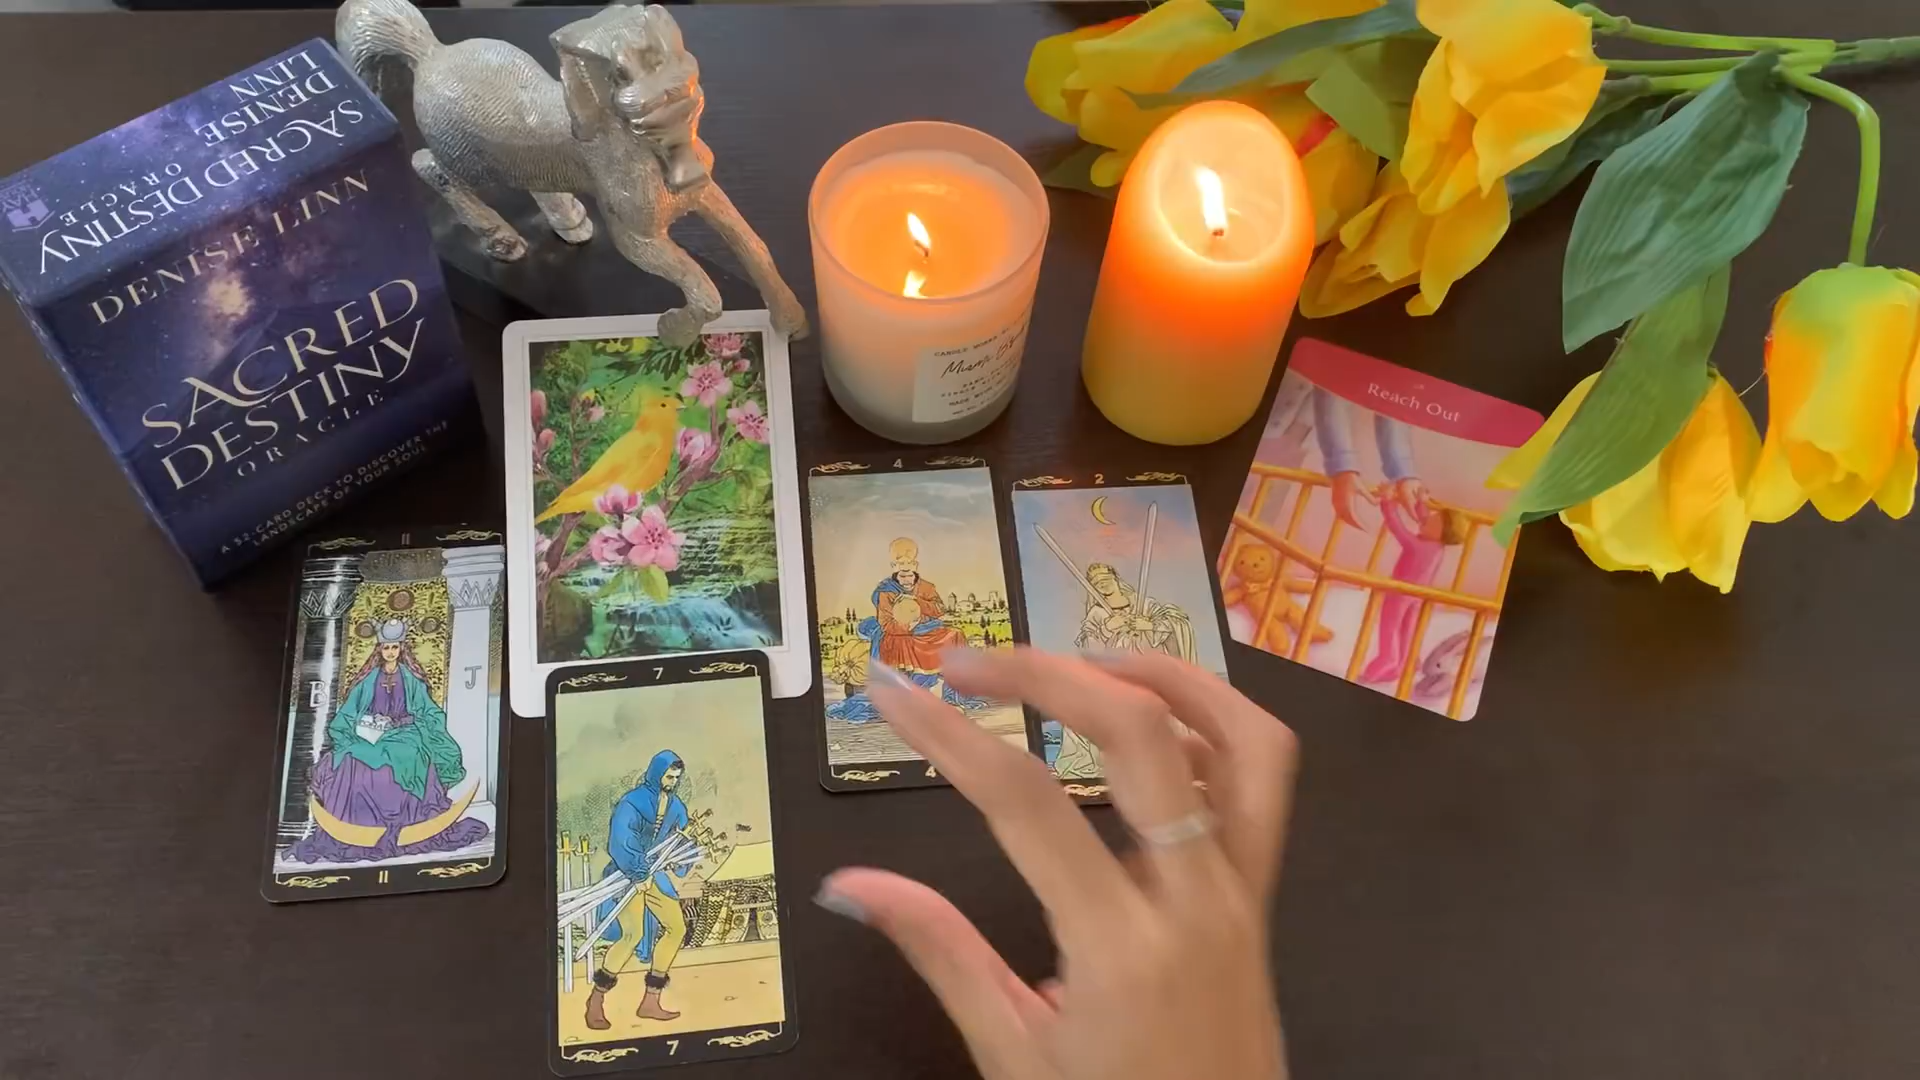 DENISE
LINN
SACRED DESTINY
ORACLE
HAY
DENISE LINN
SACRED
DESTINY
ORACLE
A 52-CARD DECK TO DISCOVER THE
LANDSCAPE OF YOUR SOUL
Reach Out
4
2
4
II
B
J
II
7
7